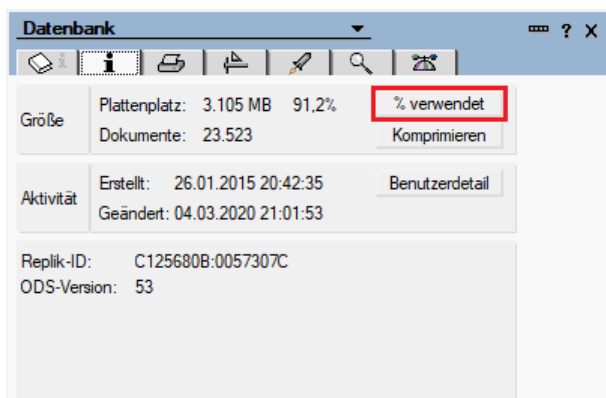 Datenbank
? X
i i
Größe
Plattenplatz: 3.105 MB 91,2% % verwendet
Dokumente: 23.523 Komprimieren
Aktivität
Erstellt: 26.01.2015 20:42:35 Benutzerdetail
Geändert: 04.03.2020 21:01:53
Replik-ID: C125680B:0057307C
ODS-Version: 53